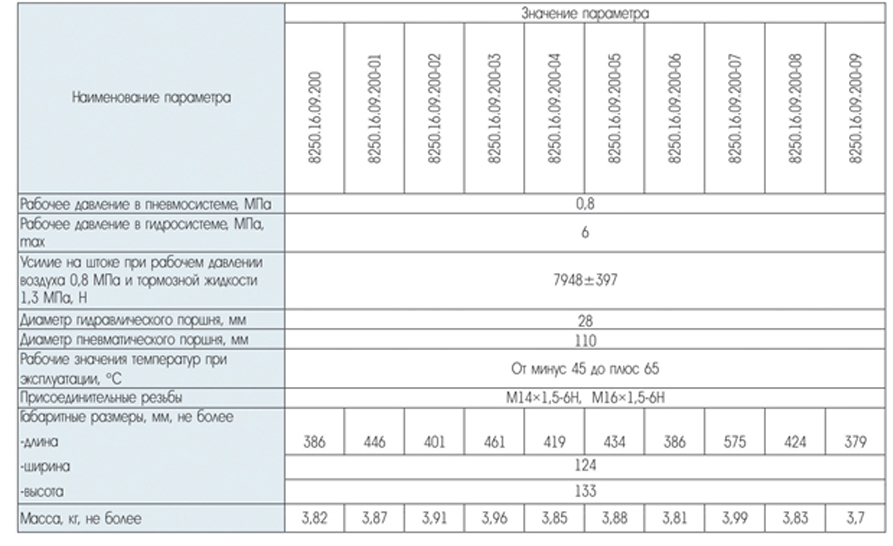 Наименование параметра
Значение параметра
8250.16.09.200
8250.16.09.200-01
8250.16.09.200-02
8250.16.09.200-03
8250.16.09.200-04
8250.16.09.200-05
8250.16.09.200-06
8250.16.09.200-07
8250.16.09.200-08
8250.16.09.200-09
Рабочее давление в пневмосистеме, МПа
0,8
Рабочее давление в гидросистеме, МПа,
max
6
Усилие на штоке при рабочем давлении
воздуха 0,8 МПа и тормозной жидкости
1,3 МПа, Н
7948±397
Диаметр гидравлического поршня, мм
28
Диаметр пневматического поршня, мм
110
Рабочие значения температур при
эксплуатации, °С
От минус 45 до плюс 65
Присоединительные резьбы
М14×1,5-6Н, М16×1,5-6Н
Габаритные размеры, мм, не более
-длина
386 446 401 461 419 434 386 575 424 379
-ширина
124
-высота
133
Масса, кг, не более
3,82 3,87 3,91 3,96 3,85 3,88 3,81 3,99 3,83 3,7